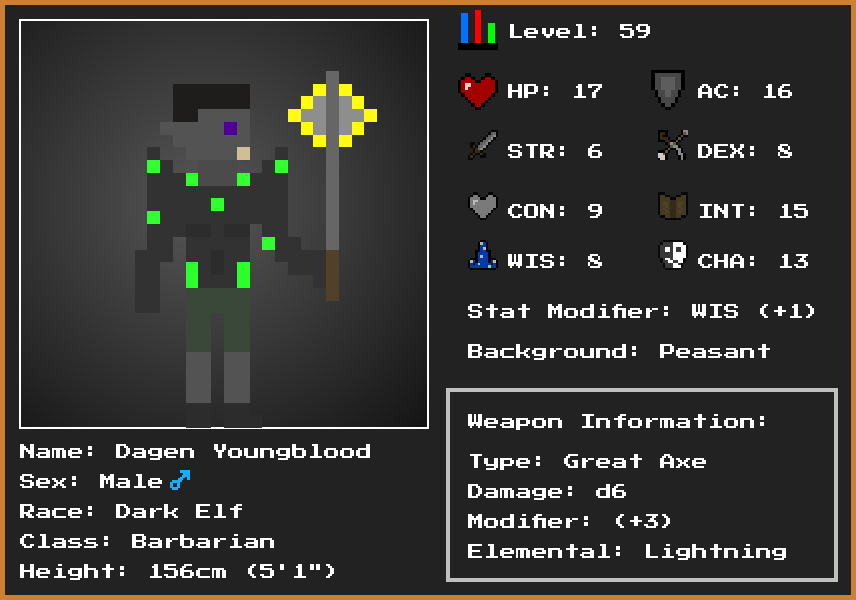 Level: 59
HP: 17
AC: 16
STR: 6
DEX: 8
CON: 9
INT: 15
WIS: 8
CHA: 13
Stat Modifier: WIS (+1)
Background: Peasant
Weapon Information:
Type: Great Axe
Damage: d6
Modifier: (+3)
Elemental: Lightning
Name: Dagen Youngblood
Sex: Male♂
Race: Dark Elf
Class: Barbarian
Height: 156cm (5'1")